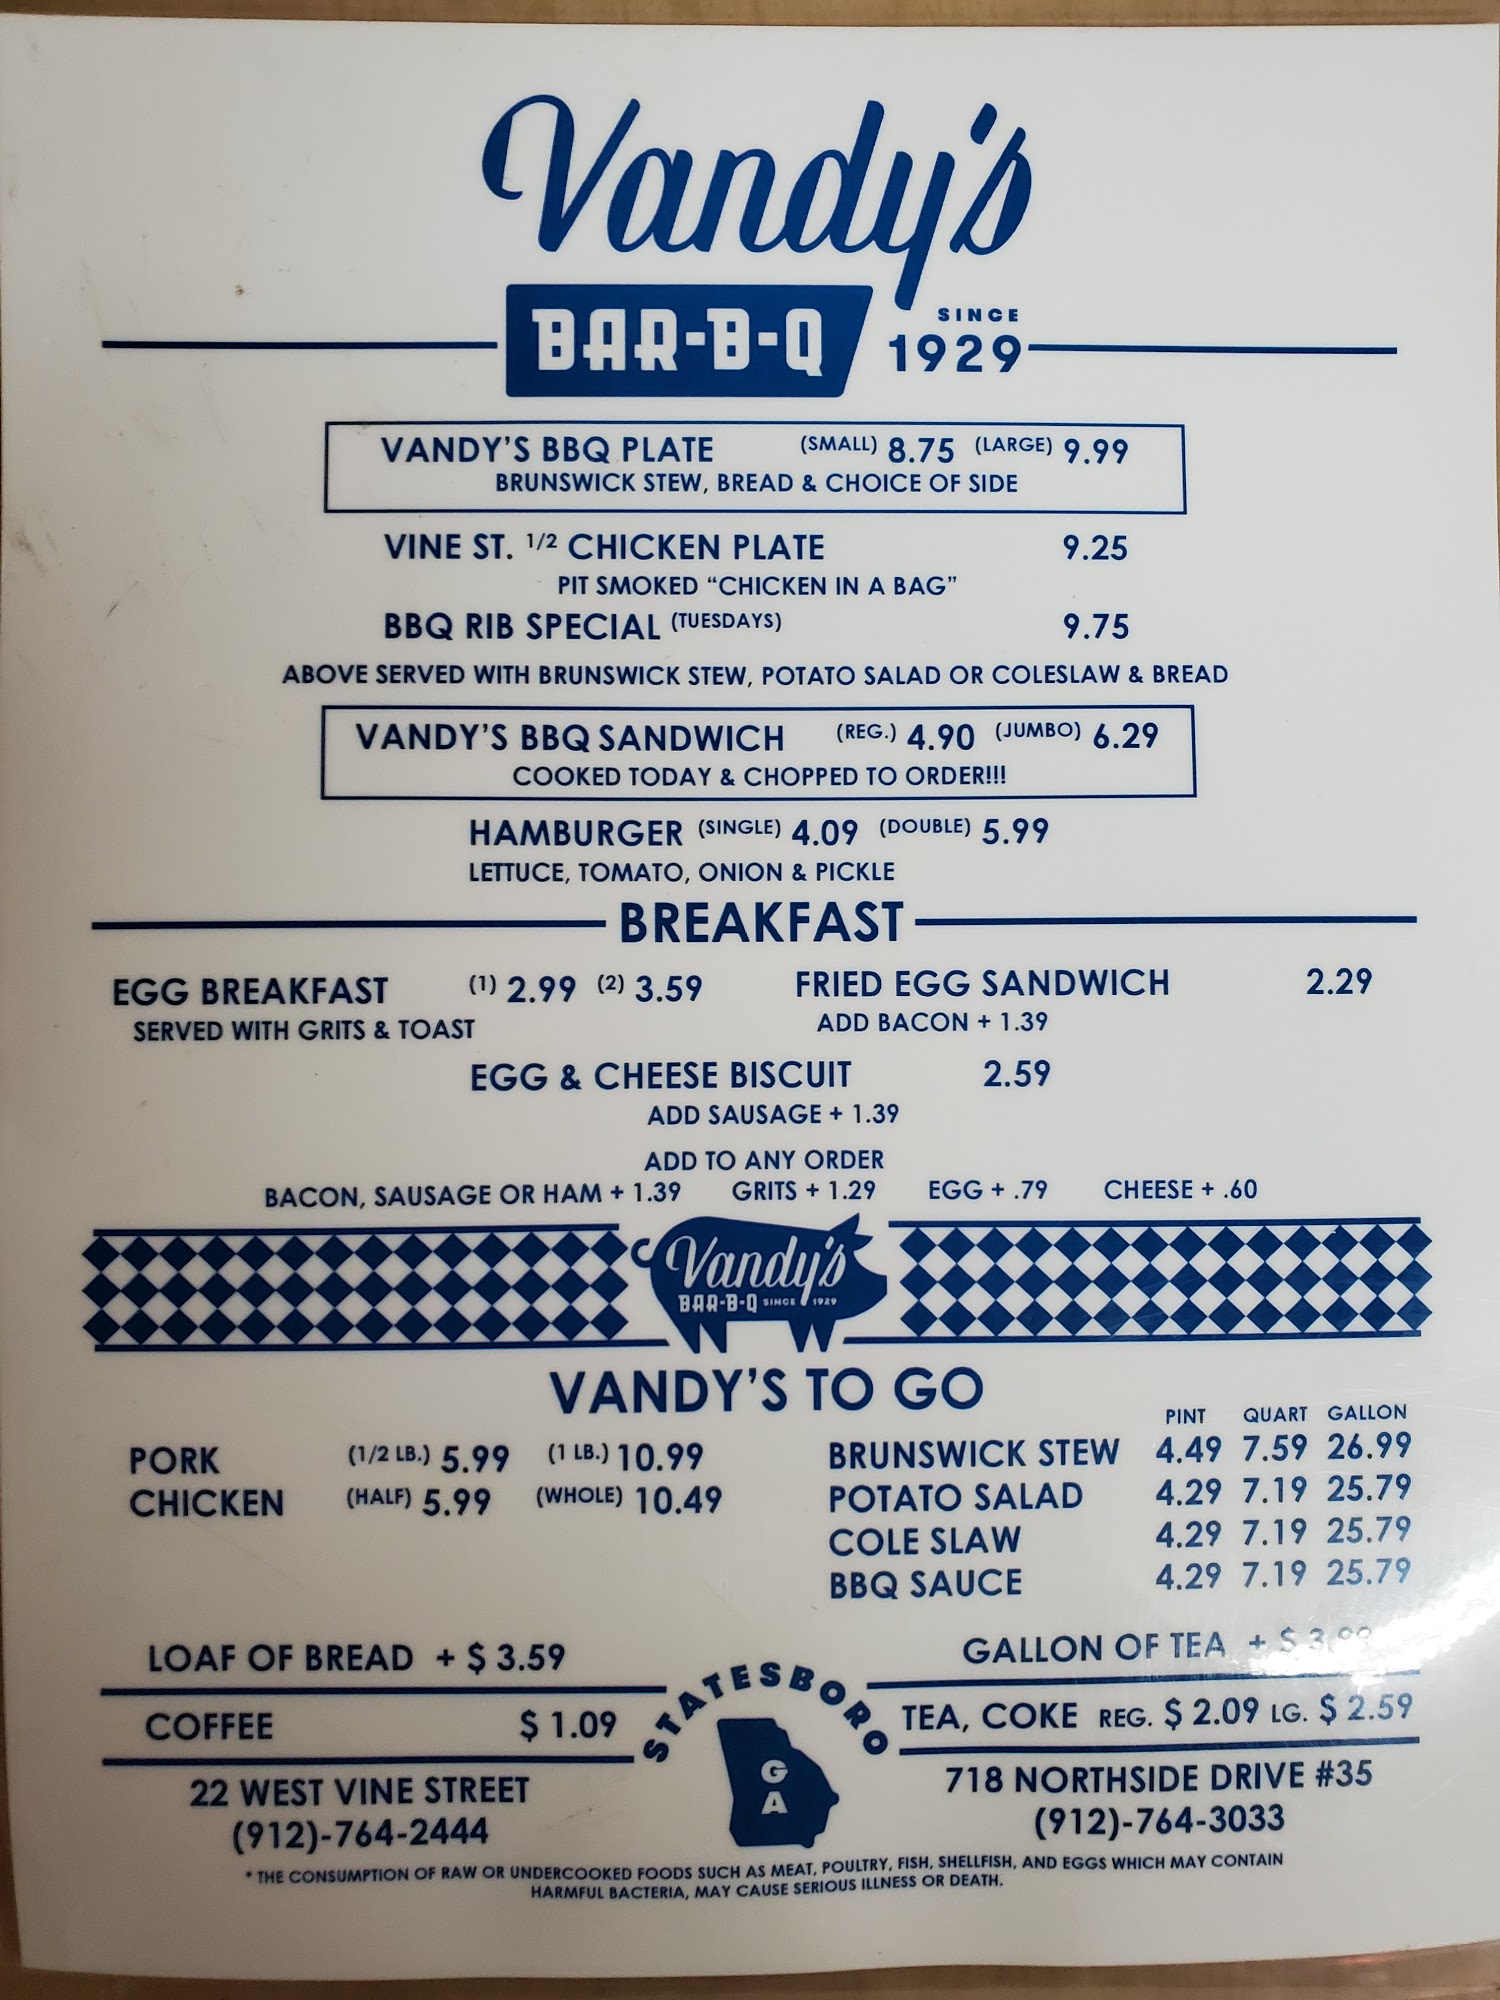 Vandy's
BAR-B-Q SINCE 1929
VANDY'S BBQ PLATE (SMALL) 8.75 (LARGE) 9.99
BRUNSWICK STEW, BREAD & CHOICE OF SIDE
VINE ST. 1/2 CHICKEN PLATE 9.25
PIT SMOKED "CHICKEN IN A BAG"
BBQ RIB SPECIAL (TUESDAYS) 9.75
ABOVE SERVED WITH BRUNSWICK STEW, POTATO SALAD OR COLESLAW & BREAD
VANDY'S BBQ SANDWICH (REG.) 4.90 (JUMBO) 6.29
COOKED TODAY & CHOPPED TO ORDER!!!
HAMBURGER (SINGLE) 4.09 (DOUBLE) 5.99
LETTUCE, TOMATO, ONION & PICKLE
BREAKFAST
EGG BREAKFAST (1) 2.99 (2) 3.59
SERVED WITH GRITS & TOAST
FRIED EGG SANDWICH 2.29
ADD BACON + 1.39
EGG & CHEESE BISCUIT 2.59
ADD SAUSAGE + 1.39
ADD TO ANY ORDER
BACON, SAUSAGE OR HAM + 1.39 GRITS + 1.29 EGG + .79 CHEESE + .60
Vandy's
BAR-B-Q SINCE 1929
VANDY'S TO GO
PORK (1/2 LB.) 5.99 (1 LB.) 10.99
CHICKEN (HALF) 5.99 (WHOLE) 10.49
PINT QUART GALLON
BRUNSWICK STEW 4.49 7.59 26.99
POTATO SALAD 4.29 7.19 25.79
COLE SLAW 4.29 7.19 25.79
BBQ SAUCE 4.29 7.19 25.79
LOAF OF BREAD + $ 3.59
GALLON OF TEA + $
COFFEE $ 1.09
TEA, COKE REG. $ 2.09 LG. $ 2.59
STATESBORO
GA
22 WEST VINE STREET
(912)-764-2444
718 NORTHSIDE DRIVE #35
(912)-764-3033
* THE CONSUMPTION OF RAW OR UNDERCOOKED FOODS SUCH AS MEAT, POULTRY, FISH, SHELLFISH, AND EGGS WHICH MAY CONTAIN
HARMFUL BACTERIA, MAY CAUSE SERIOUS ILLNESS OR DEATH.